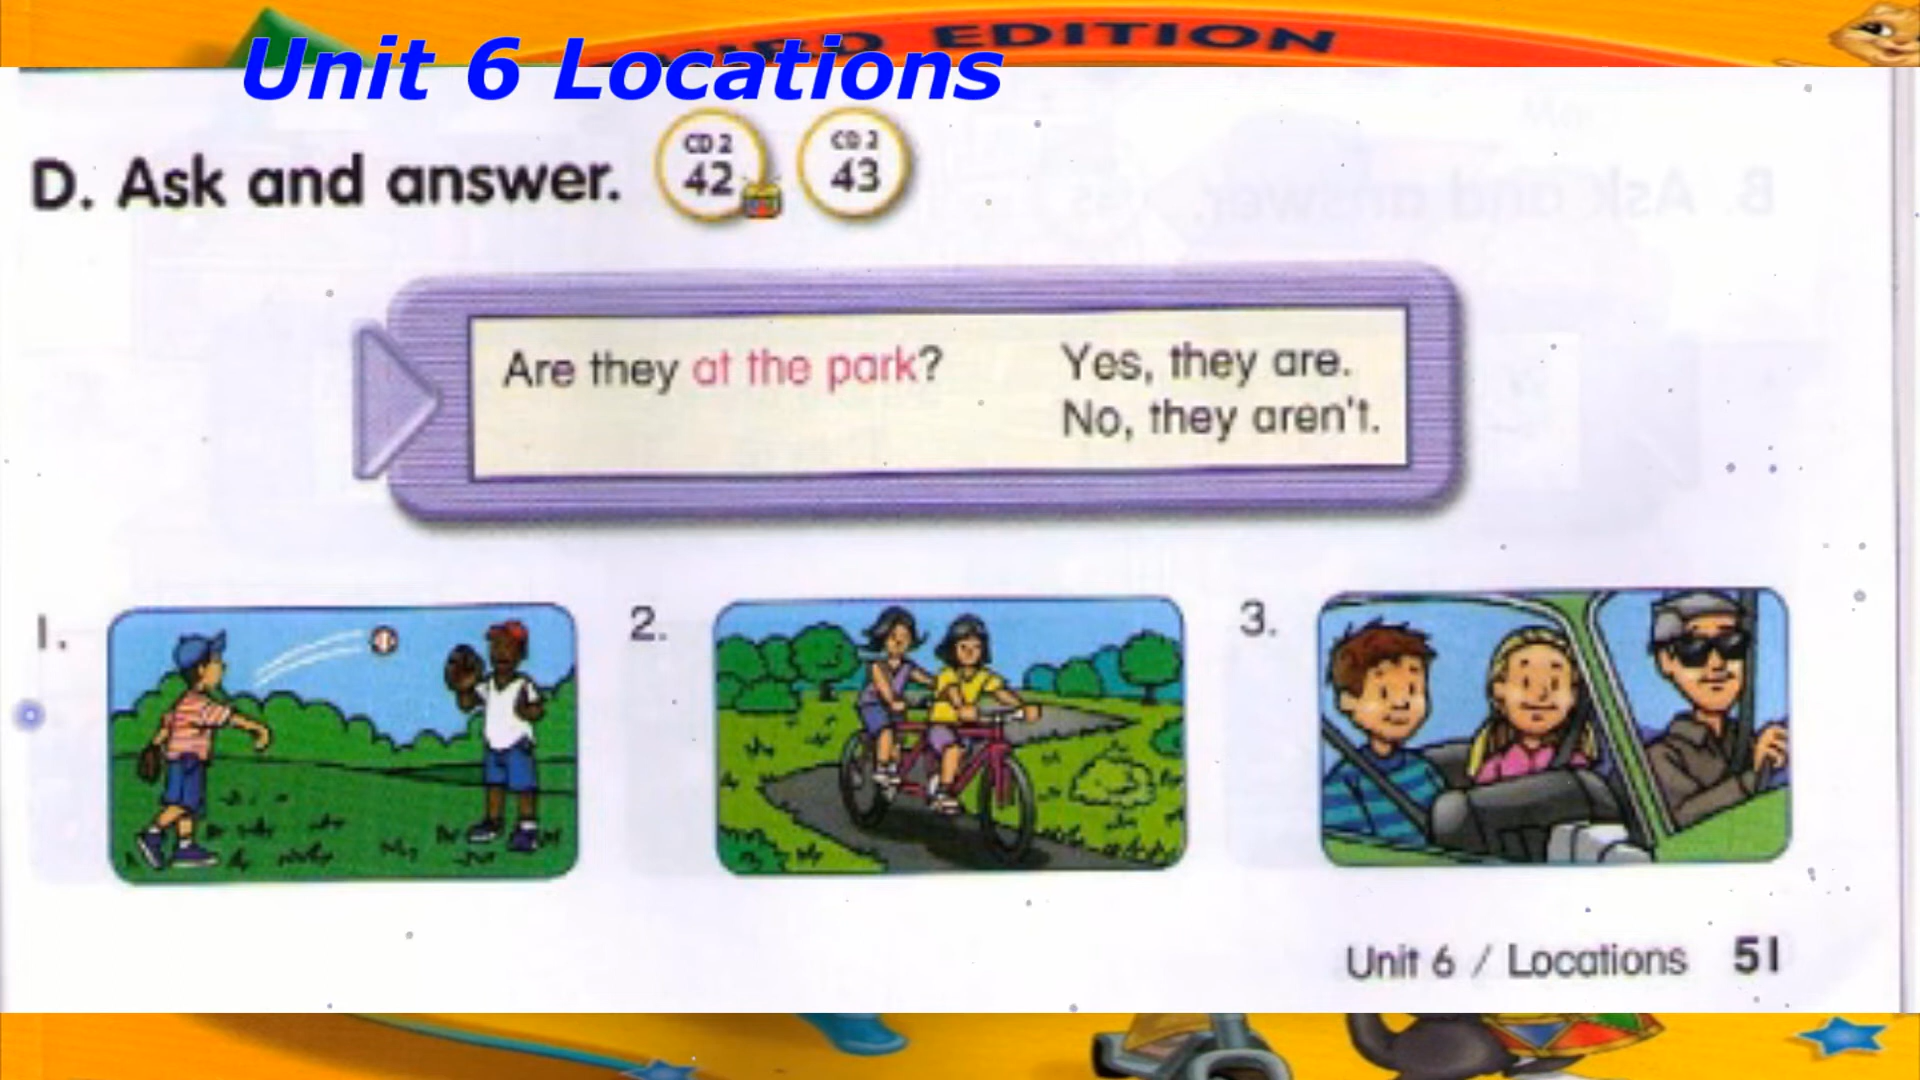 EDITION
Unit 6 Locations
D. Ask and answer.
CD 2
42
CD 2
43
Are they at the park?
Yes, they are.
No, they aren't.
1.
2.
3.
Unit 6 / Locations 51